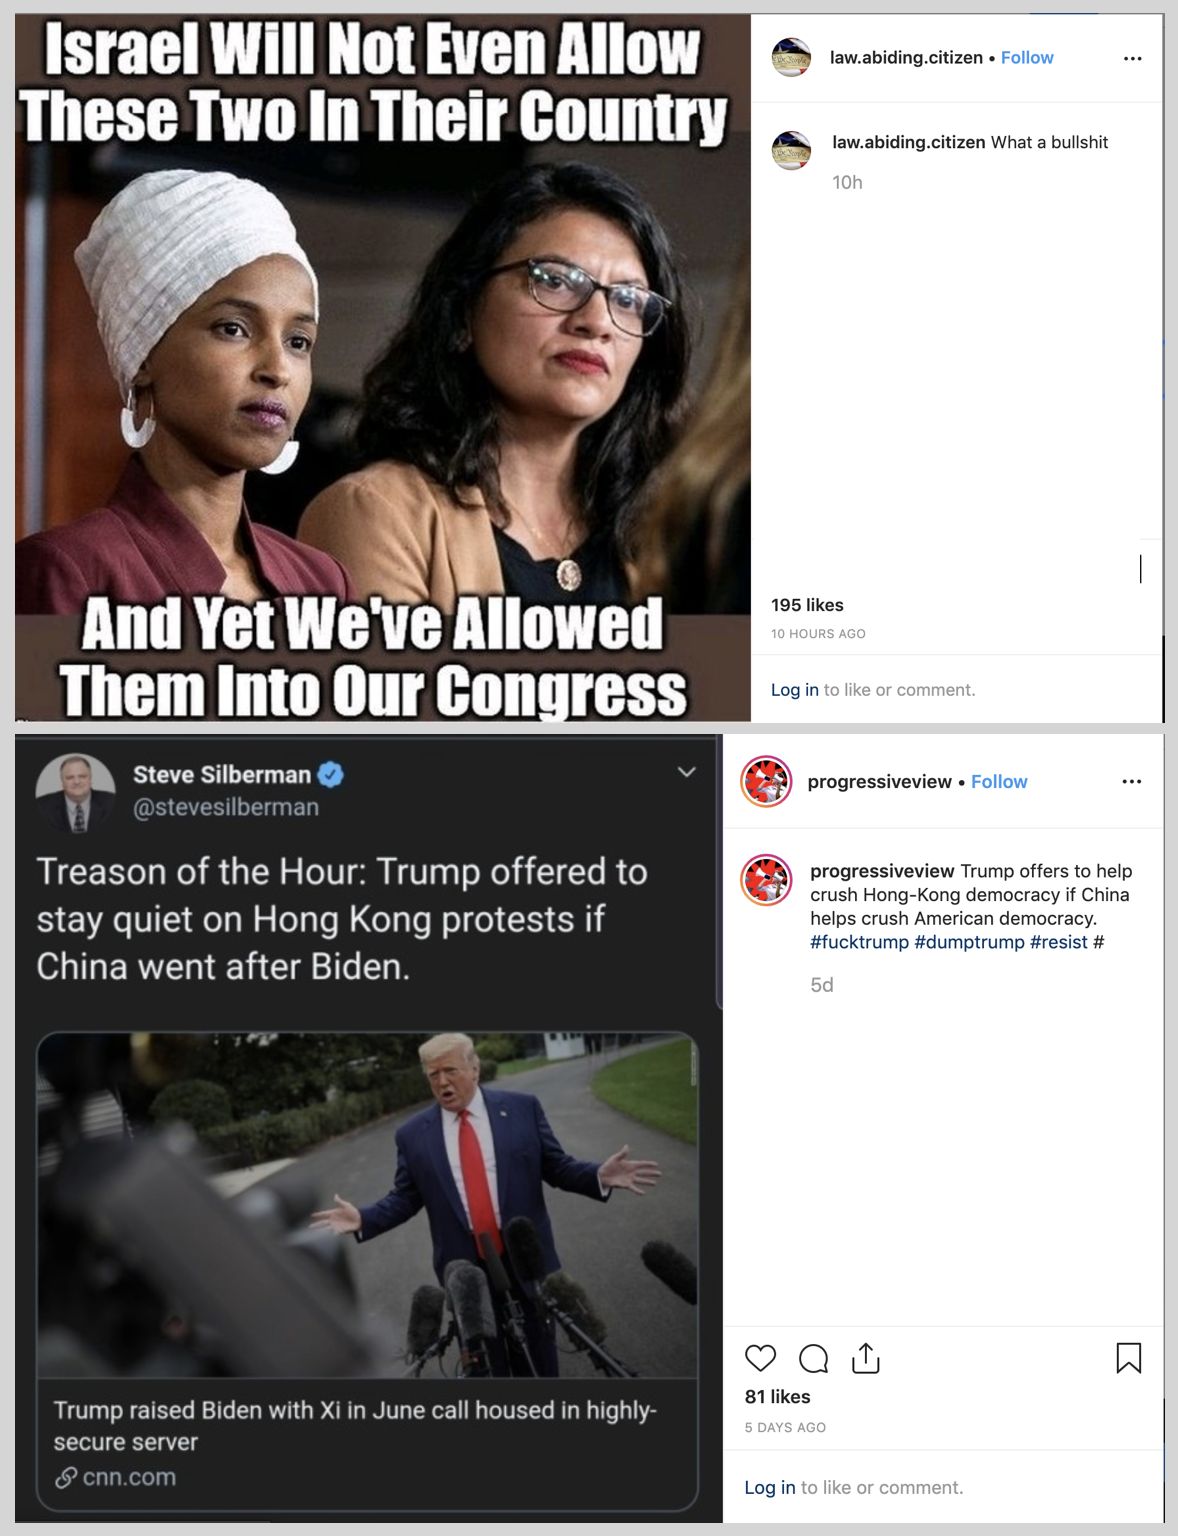 Israel Will Not Even Allow
These Two In Their Country
And Yet We've Allowed
Them Into Our Congress
law.abiding.citizen • Follow
law.abiding.citizen What a bullshit
10h
195 likes
10 HOURS AGO
Log in to like or comment.
Steve Silberman
@stevesilberman
Treason of the Hour: Trump offered to
stay quiet on Hong Kong protests if
China went after Biden.
Trump raised Biden with Xi in June call housed in highly-
secure server
cnn.com
progressiveview • Follow
progressiveview Trump offers to help
crush Hong-Kong democracy if China
helps crush American democracy.
#fucktrump #dumptrump #resist #
5d
81 likes
5 DAYS AGO
Log in to like or comment.